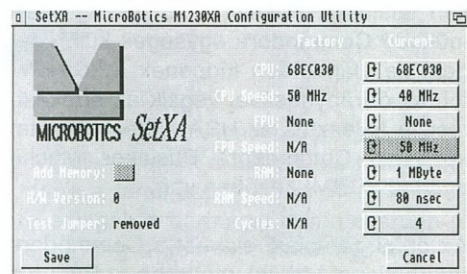 SetXA -- MicroBotics M1230XA Configuration Utility
Factory Current
CPU: 68EC030 68EC030
CPU Speed: 50 MHz 40 MHz
FPU: None None
FPU Speed: N/A 50 MHz
MICROBOTICS SetXA
Add Memory: RAM: None 1 MByte
H/W Version: 0 RAM Speed: N/A 80 nsec
Test Jumper: removed Cycles: N/A 4
Save Cancel